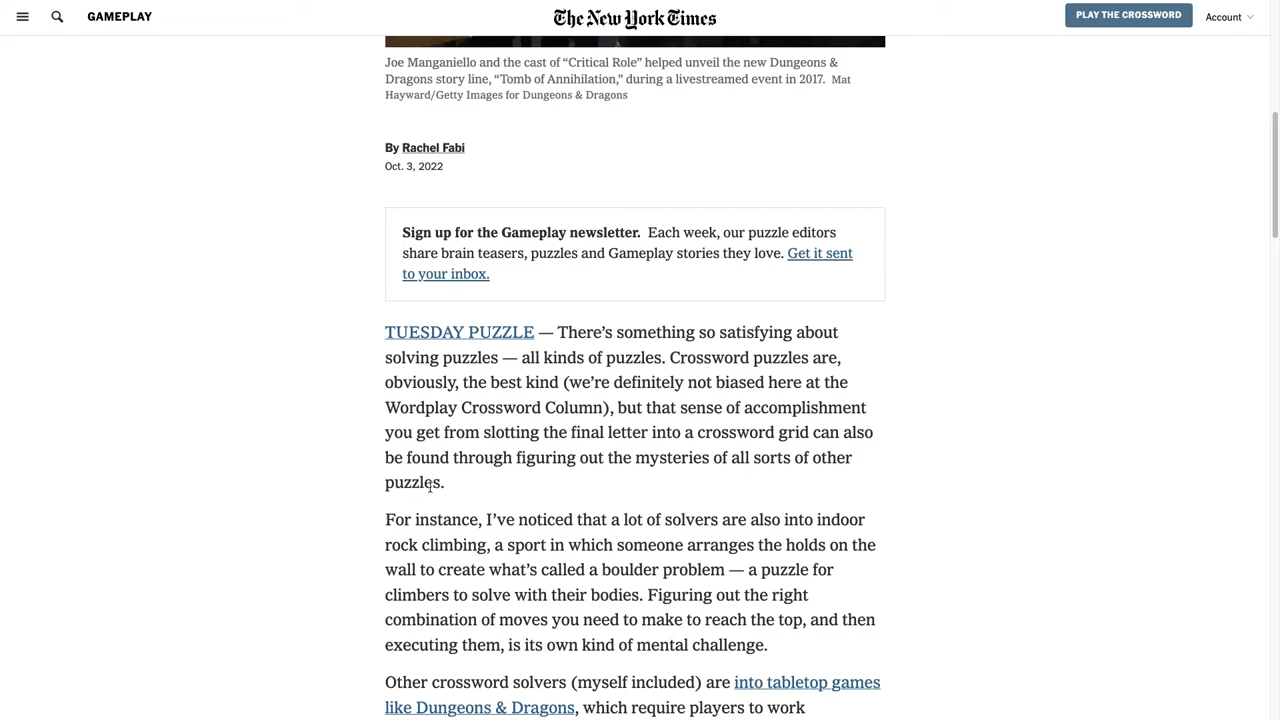 GAMEPLAY
The New York Times
PLAY THE CROSSWORD
Account
Joe Manganiello and the cast of “Critical Role” helped unveil the new Dungeons &
Dragons story line, “Tomb of Annihilation,” during a livestreamed event in 2017. Mat
Hayward/Getty Images for Dungeons & Dragons
By Rachel Fabi
Oct. 3, 2022
Sign up for the Gameplay newsletter. Each week, our puzzle editors
share brain teasers, puzzles and Gameplay stories they love. Get it sent
to your inbox.
TUESDAY PUZZLE — There’s something so satisfying about
solving puzzles — all kinds of puzzles. Crossword puzzles are,
obviously, the best kind (we’re definitely not biased here at the
Wordplay Crossword Column), but that sense of accomplishment
you get from slotting the final letter into a crossword grid can also
be found through figuring out the mysteries of all sorts of other
puzzles.
For instance, I’ve noticed that a lot of solvers are also into indoor
rock climbing, a sport in which someone arranges the holds on the
wall to create what’s called a boulder problem — a puzzle for
climbers to solve with their bodies. Figuring out the right
combination of moves you need to make to reach the top, and then
executing them, is its own kind of mental challenge.
Other crossword solvers (myself included) are into tabletop games
like Dungeons & Dragons, which require players to work